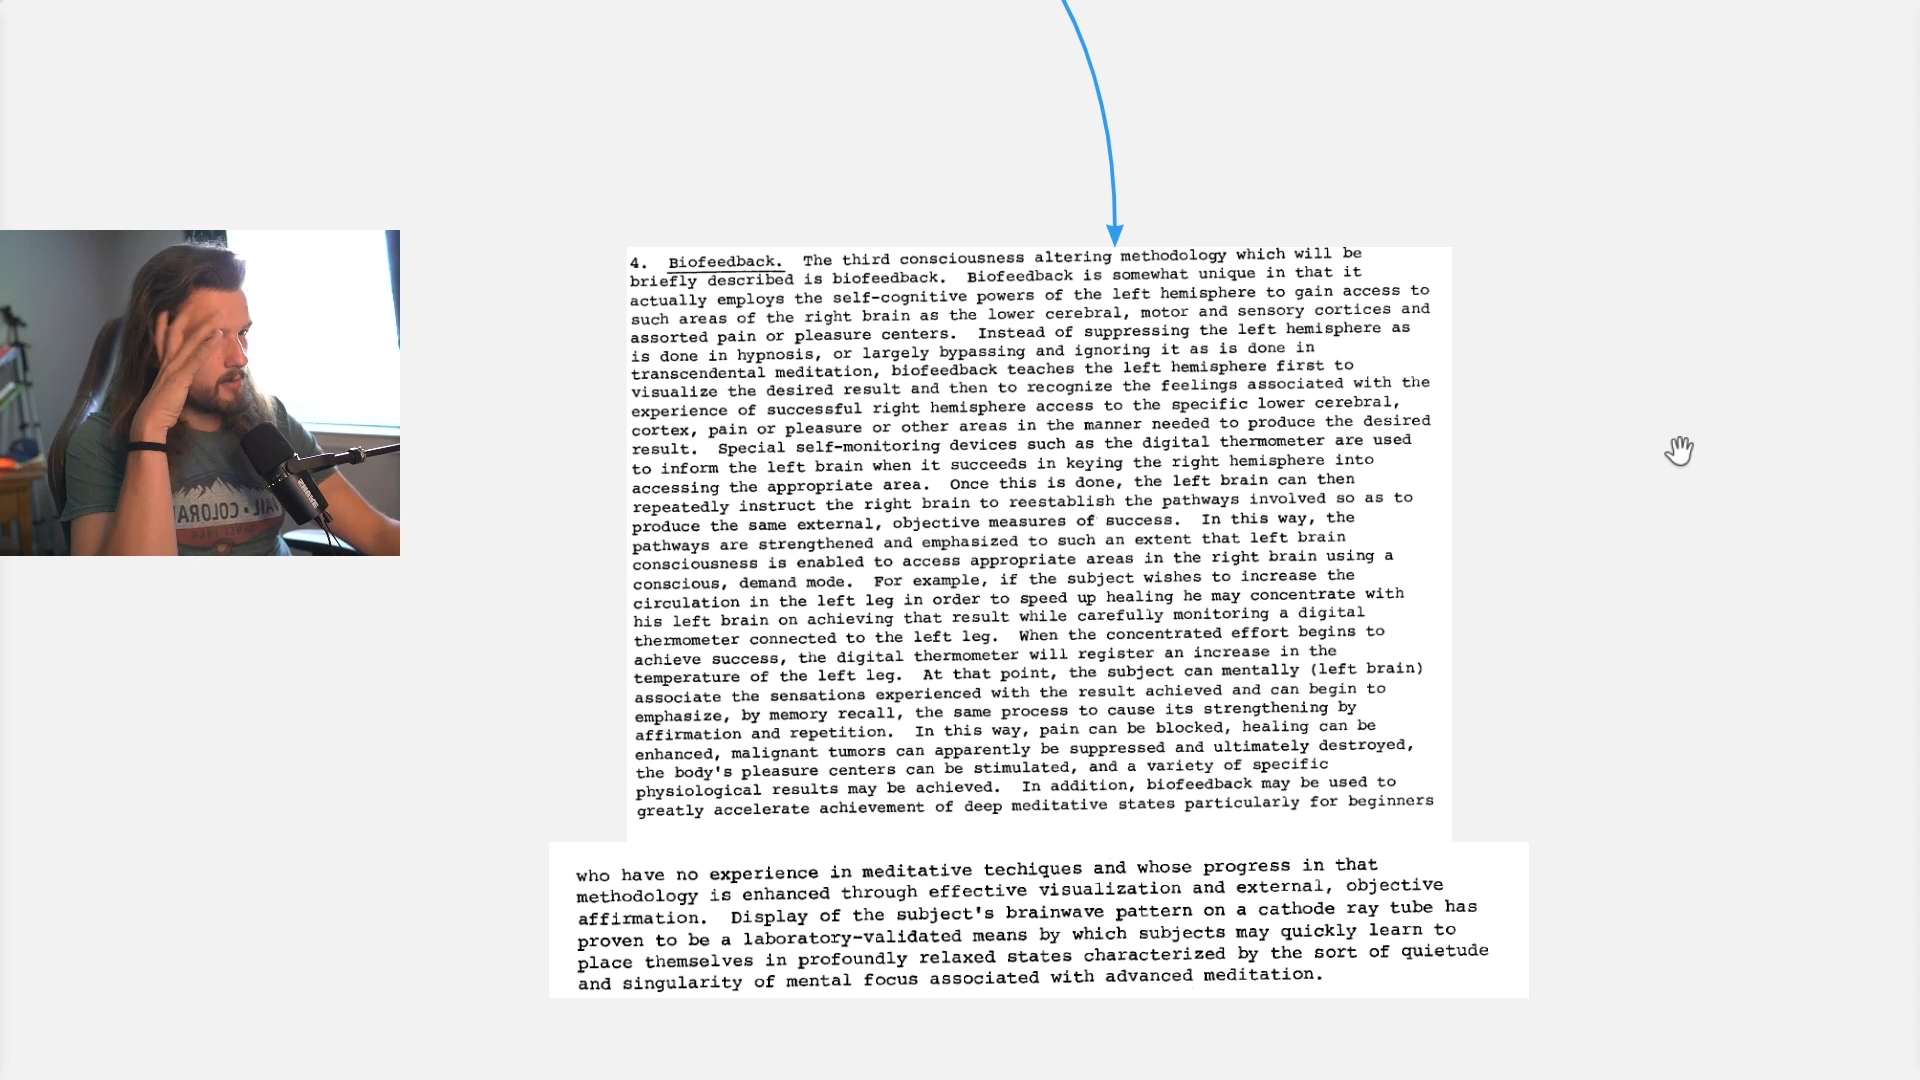 4. Biofeedback. The third consciousness altering methodology which will be
briefly described is biofeedback. Biofeedback is somewhat unique in that it
actually employs the self-cognitive powers of the left hemisphere to gain access to
such areas of the right brain as the lower cerebral, motor and sensory cortices and
assorted pain or pleasure centers. Instead of suppressing the left hemisphere as
is done in hypnosis, or largely bypassing and ignoring it as is done in
transcendental meditation, biofeedback teaches the left hemisphere first to
visualize the desired result and then to recognize the feelings associated with the
experience of successful right hemisphere access to the specific lower cerebral,
cortex, pain or pleasure or other areas in the manner needed to produce the desired
result. Special self-monitoring devices such as the digital thermometer are used
to inform the left brain when it succeeds in keying the right hemisphere into
accessing the appropriate area. Once this is done, the left brain can then
repeatedly instruct the right brain to reestablish the pathways involved so as to
produce the same external, objective measures of success. In this way, the
pathways are strengthened and emphasized to such an extent that left brain
consciousness is enabled to access appropriate areas in the right brain using a
conscious, demand mode. For example, if the subject wishes to increase the
circulation in the left leg in order to speed up healing he may concentrate with
his left brain on achieving that result while carefully monitoring a digital
thermometer connected to the left leg. When the concentrated effort begins to
achieve success, the digital thermometer will register an increase in the
temperature of the left leg. At that point, the subject can mentally (left brain)
associate the sensations experienced with the result achieved and can begin to
emphasize, by memory recall, the same process to cause its strengthening by
affirmation and repetition. In this way, pain can be blocked, healing can be
enhanced, malignant tumors can apparently be suppressed and ultimately destroyed,
the body's pleasure centers can be stimulated, and a variety of specific
physiological results may be achieved. In addition, biofeedback may be used to
greatly accelerate achievement of deep meditative states particularly for beginners
who have no experience in meditative techiques and whose progress in that
methodology is enhanced through effective visualization and external, objective
affirmation. Display of the subject's brainwave pattern on a cathode ray tube has
proven to be a laboratory-validated means by which subjects may quickly learn to
place themselves in profoundly relaxed states characterized by the sort of quietude
and singularity of mental focus associated with advanced meditation.